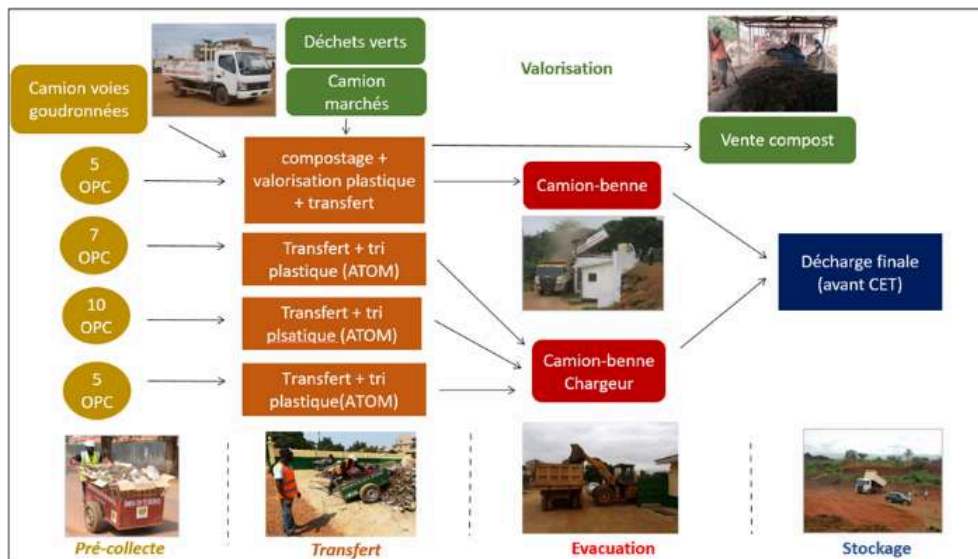 Déchets verts
Valorisation
Camion voies
goudronnées
Camion
marchés
Vente compost
5
OPC
compostage +
valorisation plastique
+ transfert
Camion-benne
7
OPC
Transfert + tri
plastique (ATOM)
Décharge finale
(avant CET)
10
OPC
Transfert + tri
plsatique (ATOM)
Camion-benne
Chargeur
5
OPC
Transfert + tri
plastique(ATOM)
Pré-collecte
Transfert
Evacuation
Stockage